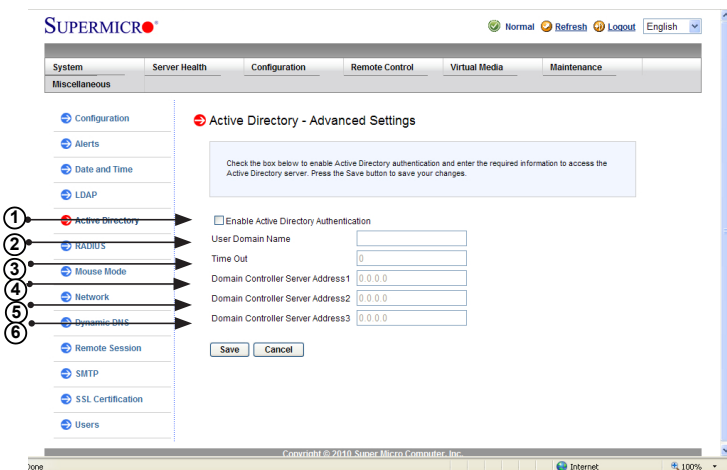 SUPERMICRO
Normal Refresh Logout English
System Server Health Configuration Remote Control Virtual Media Maintenance
Miscellaneous
Configuration
Alerts
Date and Time
LDAP
Active Directory
RADIUS
Mouse Mode
Network
Dynamic DNS
Remote Session
SMTP
SSL Certification
Users
Active Directory - Advanced Settings
Check the box below to enable Active Directory authentication and enter the required information to access the
Active Directory server. Press the Save button to save your changes.
1
2
3
4
5
6
Enable Active Directory Authentication
User Domain Name
Time Out 0
Domain Controller Server Address1 0.0.0.0
Domain Controller Server Address2 0.0.0.0
Domain Controller Server Address3 0.0.0.0
Save Cancel
Copyright © 2010 Super Micro Computer, Inc.
Done Internet 100%